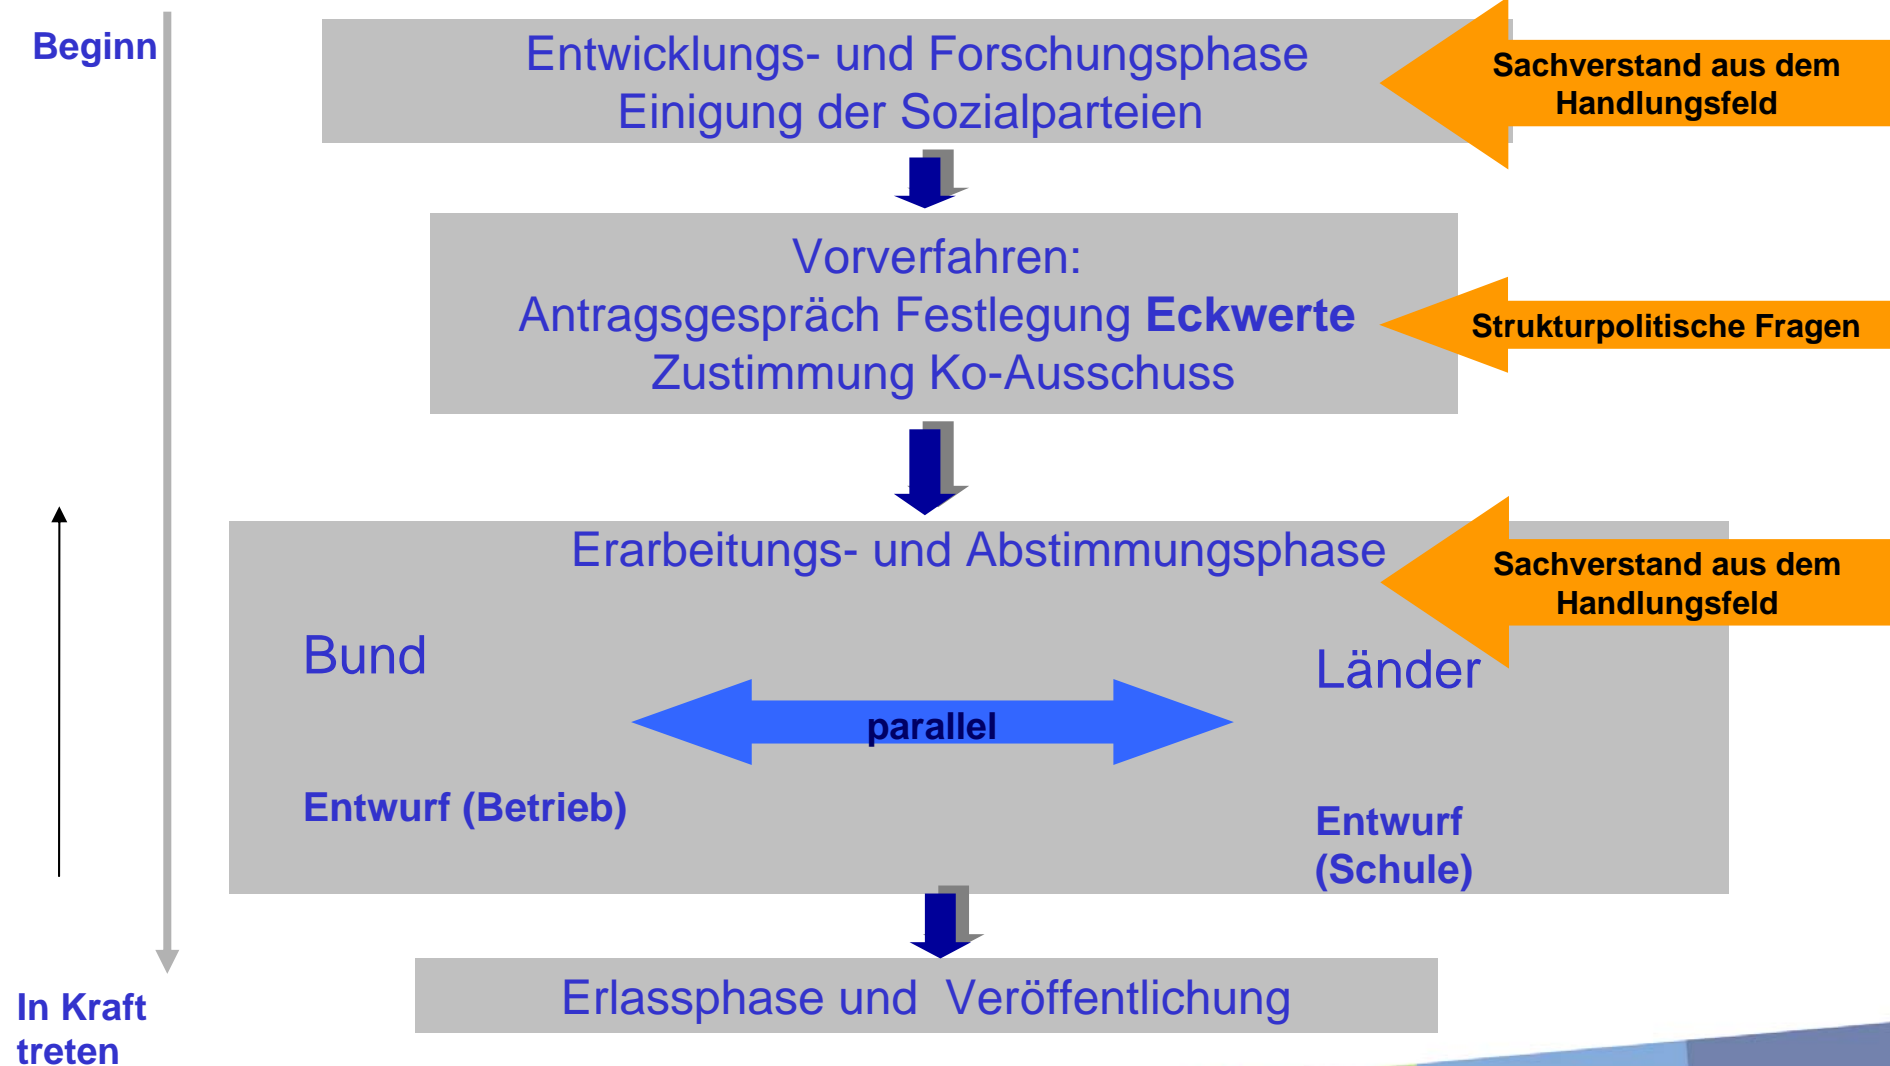 Beginn
Entwicklungs- und Forschungsphase
Einigung der Sozialparteien
Sachverstand aus dem
Handlungsfeld
Vorverfahren:
Antragsgespräch Festlegung Eckwerte
Zustimmung Ko-Ausschuss
Strukturpolitische Fragen
Erarbeitungs- und Abstimmungsphase
Sachverstand aus dem
Handlungsfeld
Bund
Länder
parallel
Entwurf (Betrieb)
Entwurf
(Schule)
Erlassphase und Veröffentlichung
In Kraft
treten